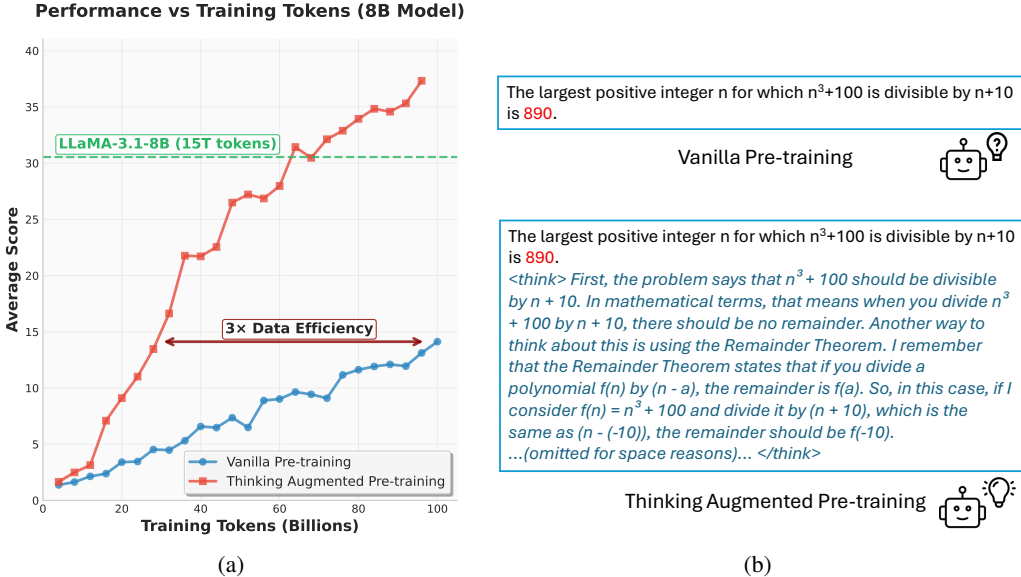 Performance vs Training Tokens (8B Model)
40
35
30
25
20
15
10
5
0
Average Score
LLaMA-3.1-8B (15T tokens)
3× Data Efficiency
Vanilla Pre-training
Thinking Augmented Pre-training
0
20
40
60
80
100
Training Tokens (Billions)
(a)
The largest positive integer n for which n³+100 is divisible by n+10
is 890.
Vanilla Pre-training
?
The largest positive integer n for which n³+100 is divisible by n+10
is 890.
<think> First, the problem says that n³ + 100 should be divisible
by n + 10. In mathematical terms, that means when you divide n³
+ 100 by n + 10, there should be no remainder. Another way to
think about this is using the Remainder Theorem. I remember
that the Remainder Theorem states that if you divide a
polynomial f(n) by (n - a), the remainder is f(a). So, in this case, if I
consider f(n) = n³ + 100 and divide it by (n + 10), which is the
same as (n - (-10)), the remainder should be f(-10).
...(omitted for space reasons)... </think>
Thinking Augmented Pre-training
(b)